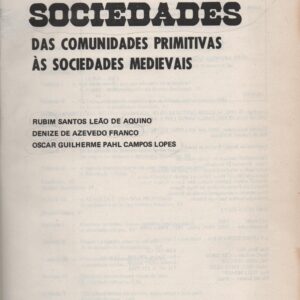 SOCIEDADES
DAS COMUNIDADES PRIMITIVAS
ÀS SOCIEDADES MEDIEVAIS
RUBIM SANTOS LEÃO DE AQUINO
DENIZE DE AZEVEDO FRANCO
OSCAR GUILHERME PAHL CAMPOS LOPES